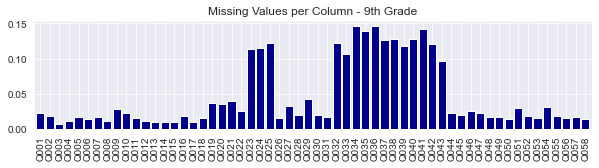 Missing Values per Column - 9th Grade
0.15
0.10
0.05
0.00
Q001 Q002 Q003 Q004 Q005 Q006 Q007 Q008 Q009 Q010 Q011 Q012 Q013 Q014 Q015 Q016 Q017 Q018 Q019 Q020 Q021 Q022 Q023 Q024 Q025 Q026 Q027 Q028 Q029 Q030 Q031 Q032 Q033 Q034 Q035 Q036 Q037 Q038 Q039 Q040 Q041 Q042 Q043 Q044 Q045 Q046 Q047 Q048 Q049 Q050 Q051 Q052 Q053 Q054 Q055 Q056 Q057 Q058